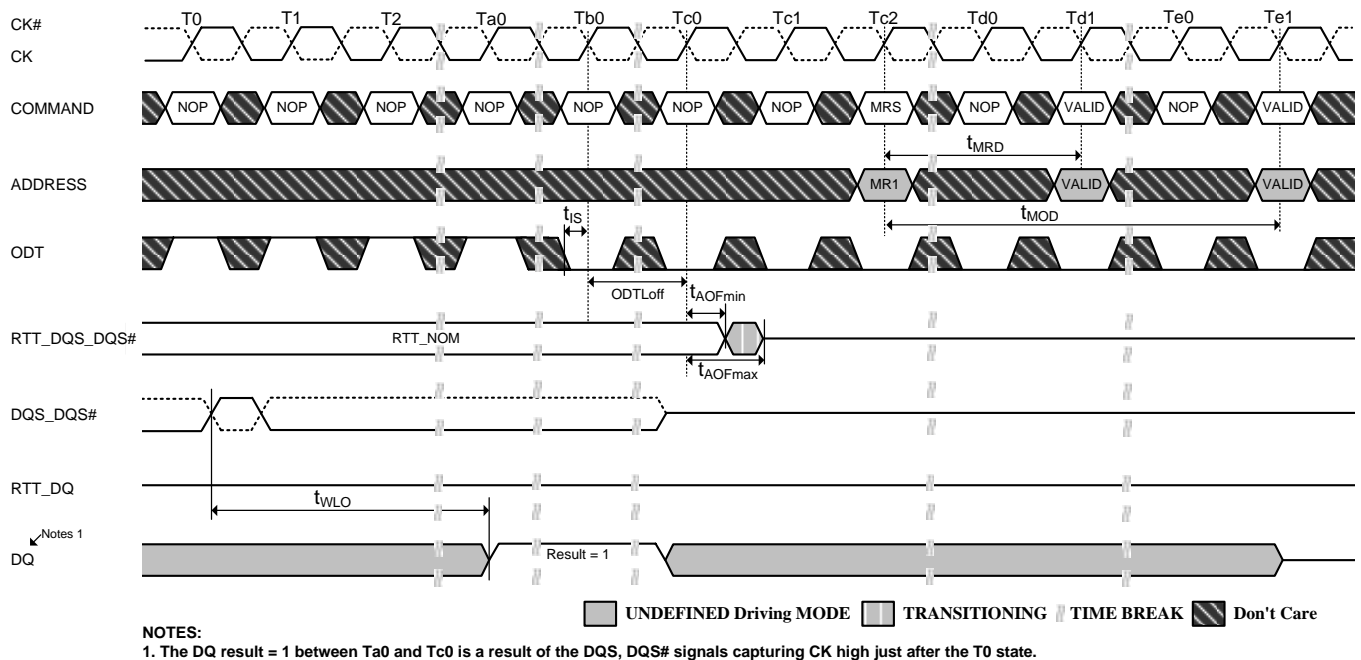 CK#
T0 T1 T2 Ta0 Tb0 Tc0 Tc1 Tc2 Td0 Td1 Te0 Te1
CK
COMMAND NOP NOP NOP NOP NOP NOP NOP MRS NOP VALID NOP VALID
tMRD
ADDRESS MR1 VALID VALID
tIS tMOD
ODT
ODTLoff tAOFmin
RTT_DQS_DQS# RTT_NOM
tAOFmax
DQS_DQS#
RTT_DQ
tWLO
Notes 1
DQ Result = 1
UNDEFINED Driving MODE TRANSITIONING TIME BREAK Don't Care
NOTES:
1. The DQ result = 1 between Ta0 and Tc0 is a result of the DQS, DQS# signals capturing CK high just after the T0 state.